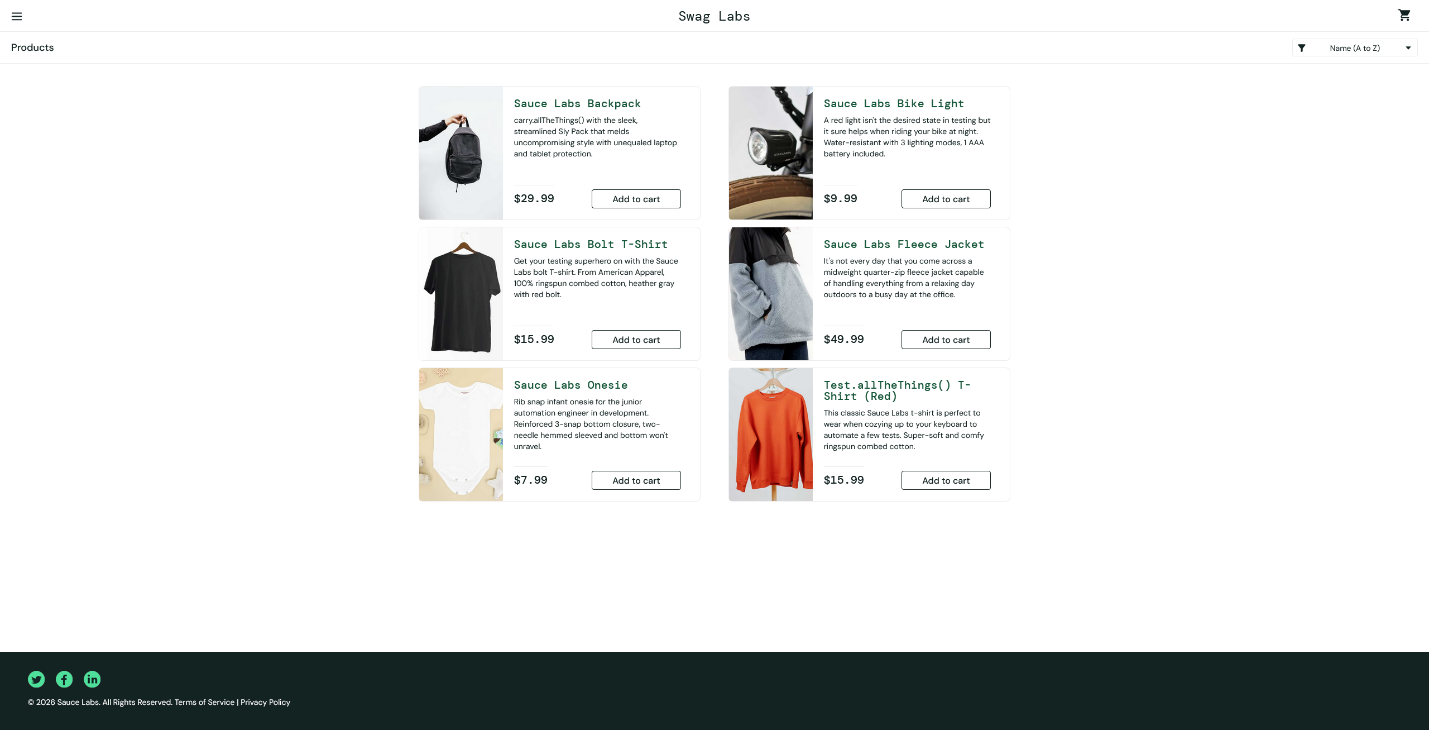 Swag Labs
Products
Name (A to Z)
Sauce Labs Backpack
carry.allTheThings() with the sleek,
streamlined Sly Pack that melds
uncompromising style with unequaled laptop
and tablet protection.
$29.99
Add to cart
Sauce Labs Bike Light
A red light isn't the desired state in testing but
it sure helps when riding your bike at night.
Water-resistant with 3 lighting modes, 1 AAA
battery included.
$9.99
Add to cart
Sauce Labs Bolt T-Shirt
Get your testing superhero on with the Sauce
Labs bolt T-shirt. From American Apparel,
100% ringspun combed cotton, heather gray
with red bolt.
$15.99
Add to cart
Sauce Labs Fleece Jacket
It's not every day that you come across a
midweight quarter-zip fleece jacket capable
of handling everything from a relaxing day
outdoors to a busy day at the office.
$49.99
Add to cart
Sauce Labs Onesie
Rib snap infant onesie for the junior
automation engineer in development.
Reinforced 3-snap bottom closure, two-
needle hemmed sleeved and bottom won't
unravel.
$7.99
Add to cart
Test.allTheThings() T-
Shirt (Red)
This classic Sauce Labs t-shirt is perfect to
wear when cozying up to your keyboard to
automate a few tests. Super-soft and comfy
ringspun combed cotton.
$15.99
Add to cart
© 2026 Sauce Labs. All Rights Reserved. Terms of Service | Privacy Policy